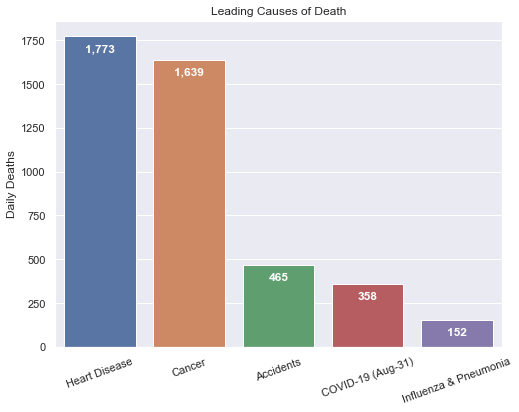 Leading Causes of Death
Daily Deaths
1750
1500
1250
1000
750
500
250
0
1,773
1,639
465
358
152
Heart Disease
Cancer
Accidents
COVID-19 (Aug-31)
Influenza & Pneumonia